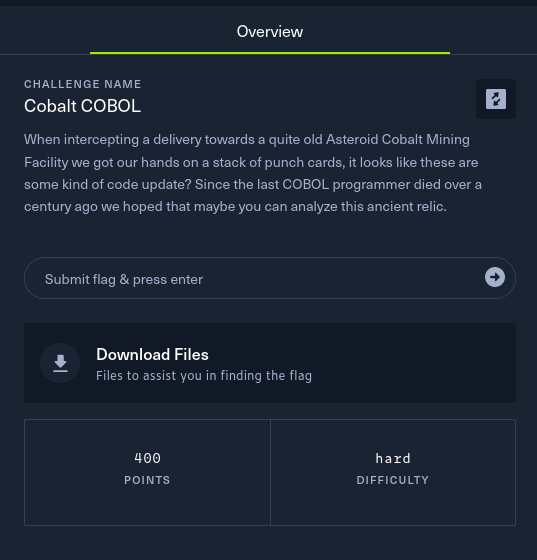 Overview
CHALLENGE NAME
Cobalt COBOL
When intercepting a delivery towards a quite old Asteroid Cobalt Mining
Facility we got our hands on a stack of punch cards, it looks like these are
some kind of code update? Since the last COBOL programmer died over a
century ago we hoped that maybe you can analyze this ancient relic.
Submit flag & press enter
Download Files
Files to assist you in finding the flag
400
POINTS
hard
DIFFICULTY